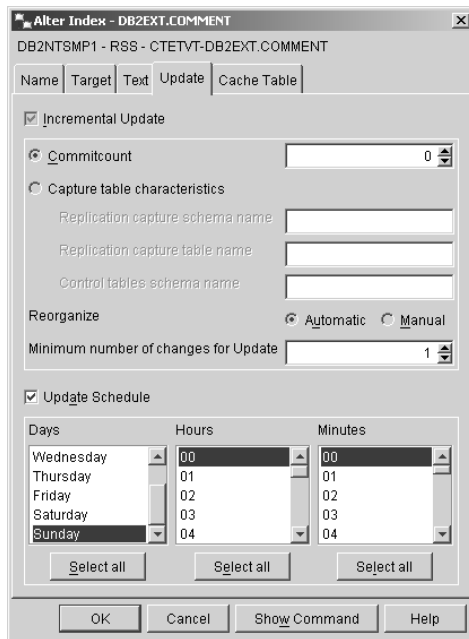 Alter Index - DB2EXT.COMMENT
DB2NTSMP1 - RSS - CTETVT-DB2EXT.COMMENT
Name Target Text Update Cache Table
Incremental Update
Commitcount 0
Capture table characteristics
Replication capture schema name
Replication capture table name
Control tables schema name
Reorganize Automatic Manual
Minimum number of changes for Update 1
Update Schedule
Days Hours Minutes
Wednesday 00 00
Thursday 01 01
Friday 02 02
Saturday 03 03
Sunday 04 04
Select all Select all Select all
OK Cancel Show Command Help